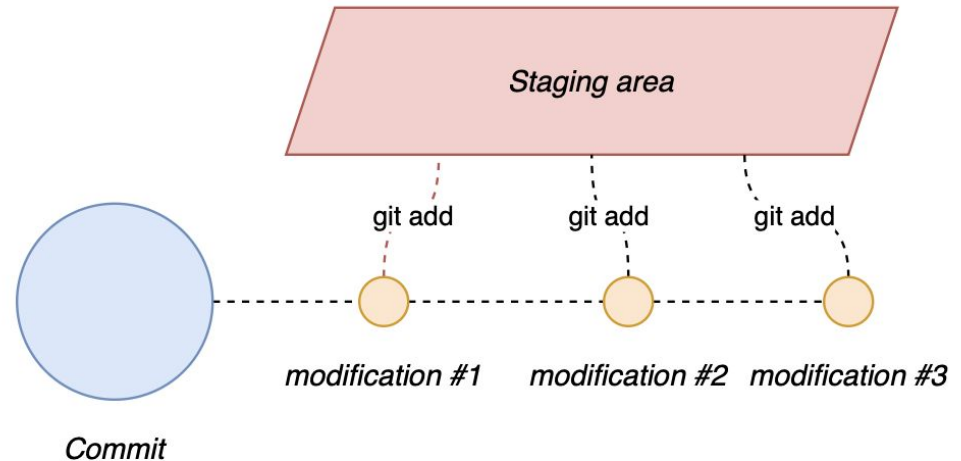 Staging area
git add
git add
git add
modification #1
modification #2
modification #3
Commit